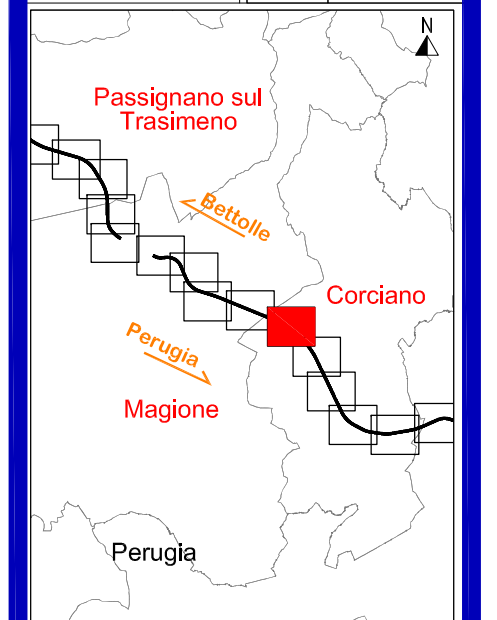 N
Passignano sul
Trasimeno
Bettolle
Corciano
Perugia
Magione
Perugia